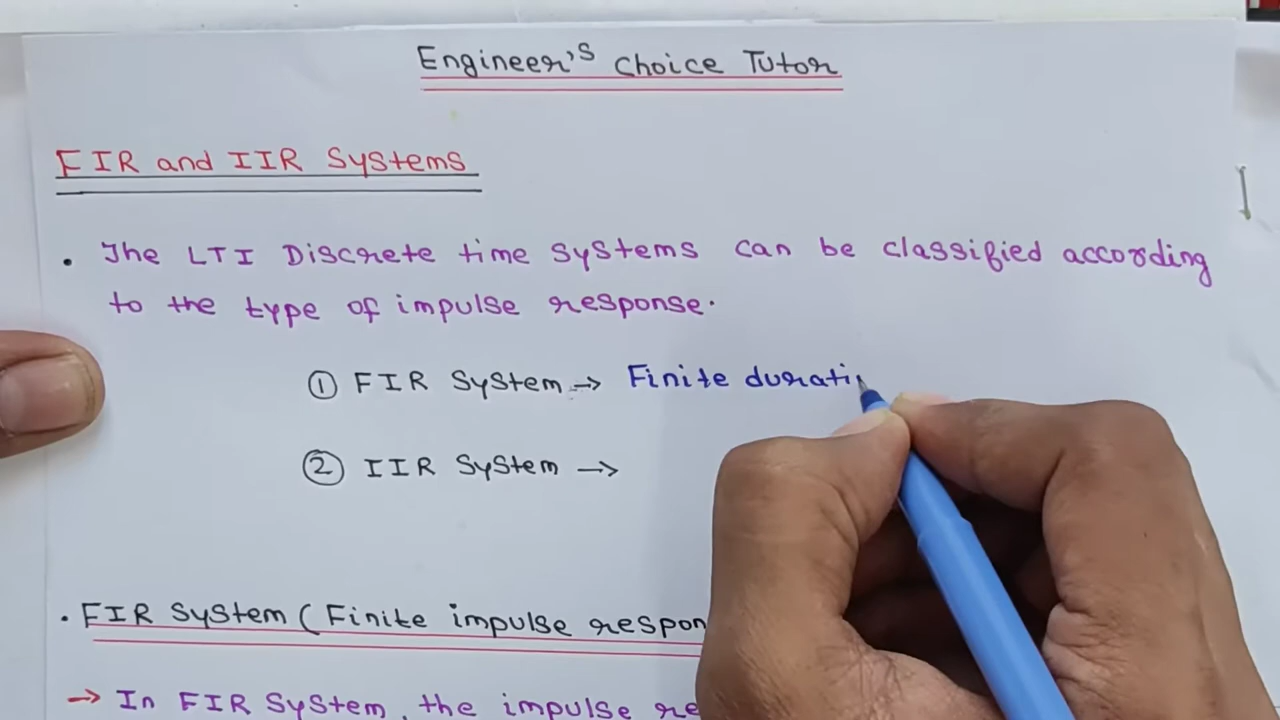 Engineer's Choice Tutor
FIR and IIR Systems
• The LTI Discrete time systems can be classified according
to the type of impulse response.
① FIR System → Finite durati
② IIR System →
• FIR System ( Finite impulse respon
→ In FIR System, the impulse re